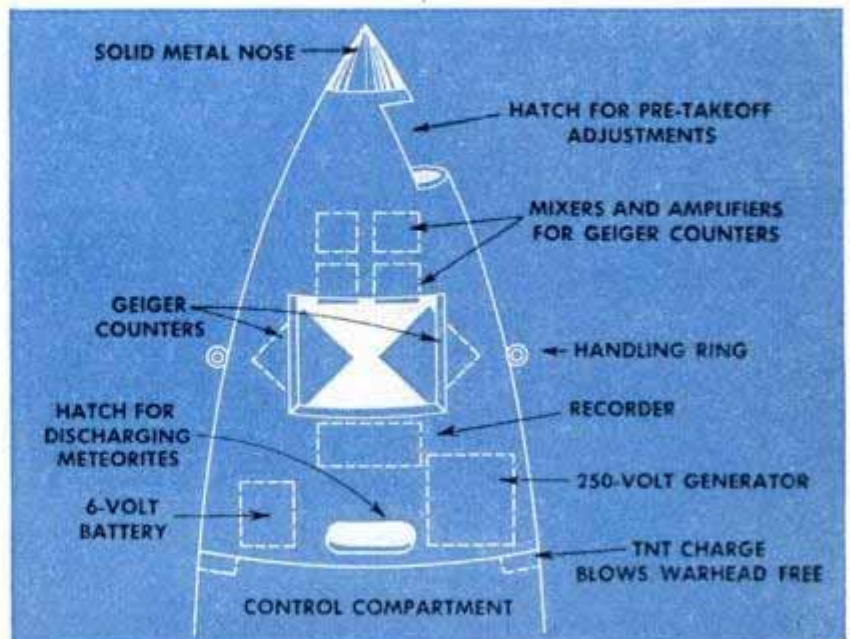 SOLID METAL NOSE
HATCH FOR PRE-TAKEOFF
ADJUSTMENTS
MIXERS AND AMPLIFIERS
FOR GEIGER COUNTERS
GEIGER
COUNTERS
HANDLING RING
HATCH FOR
DISCHARGING
METEORITES
RECORDER
250-VOLT GENERATOR
6-VOLT
BATTERY
TNT CHARGE
BLOWS WARHEAD FREE
CONTROL COMPARTMENT